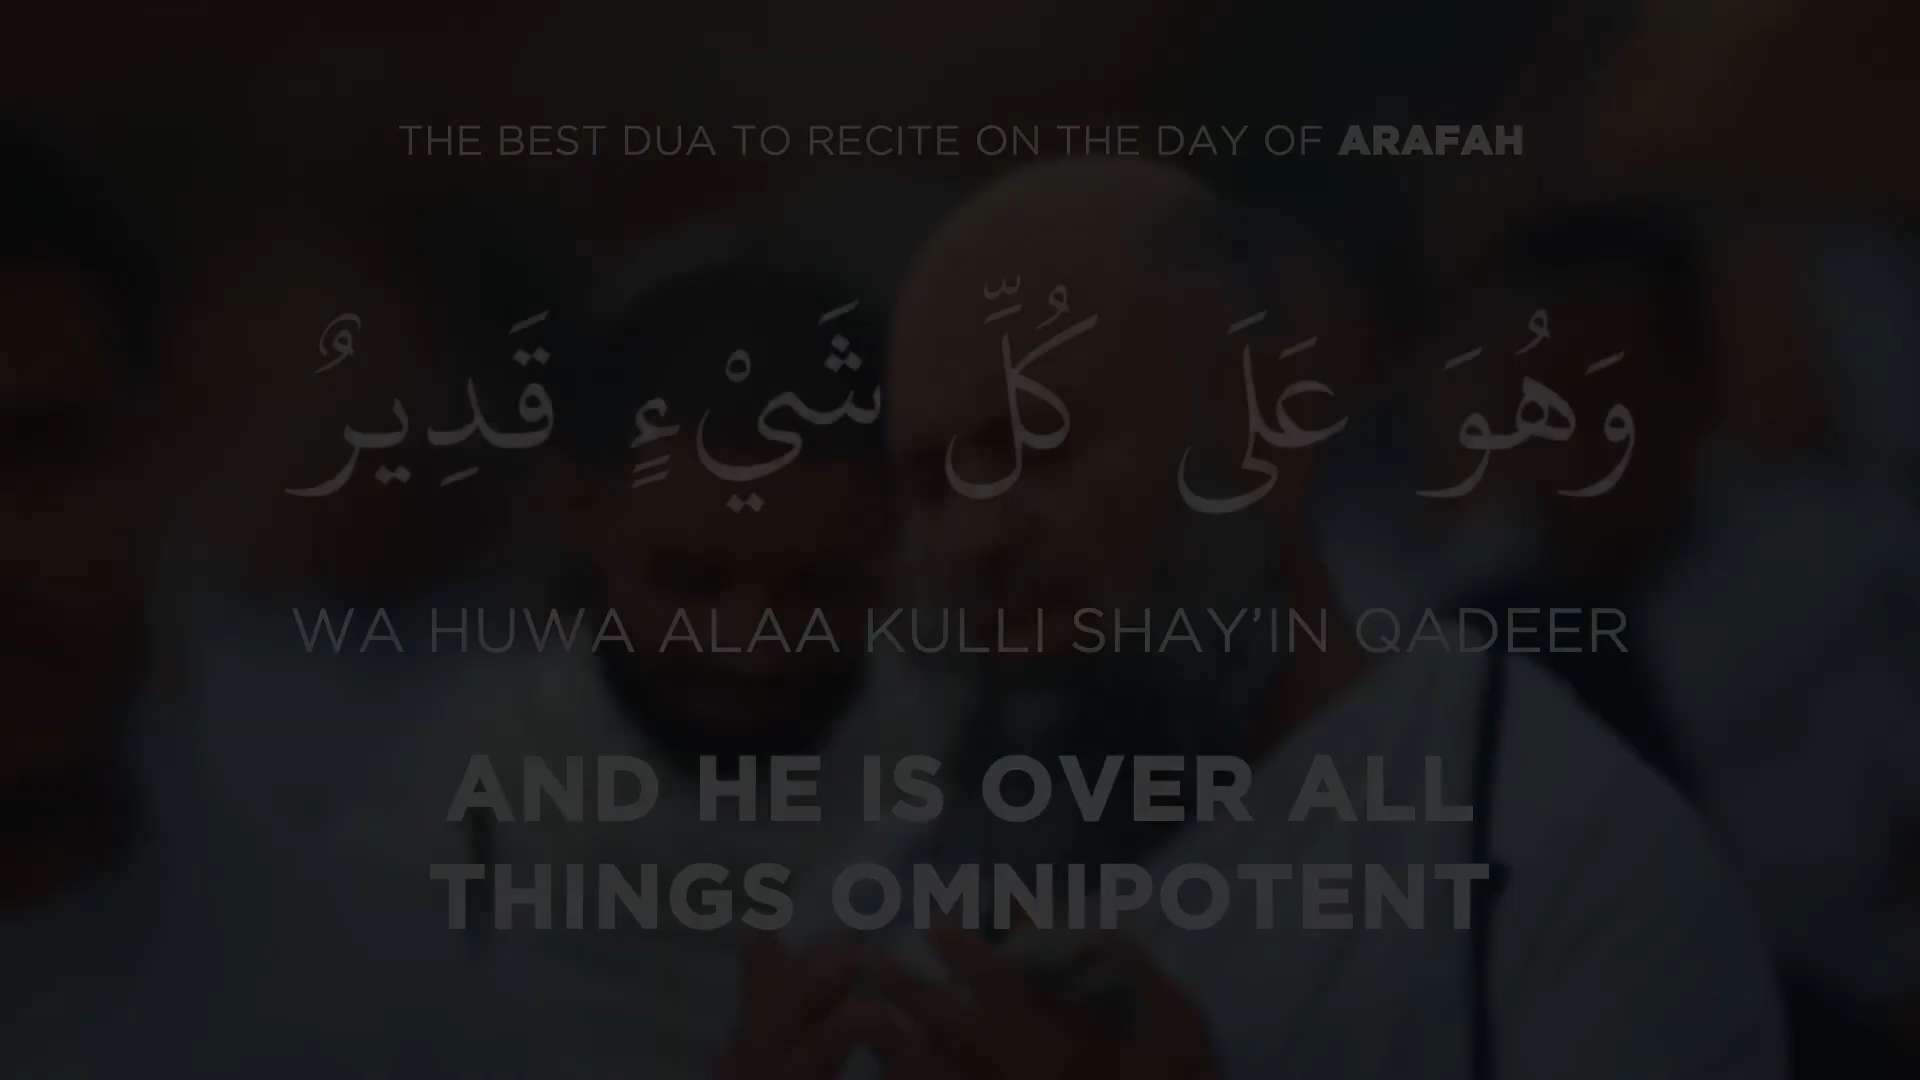 THE BEST DUA TO RECITE ON THE DAY OF ARAFAH
وَهُوَ عَلَى كُلِّ شَيْءٍ قَدِيرٌ
WA HUWA ALAA KULLI SHAY’IN QADEER
AND HE IS OVER ALL
THINGS OMNIPOTENT